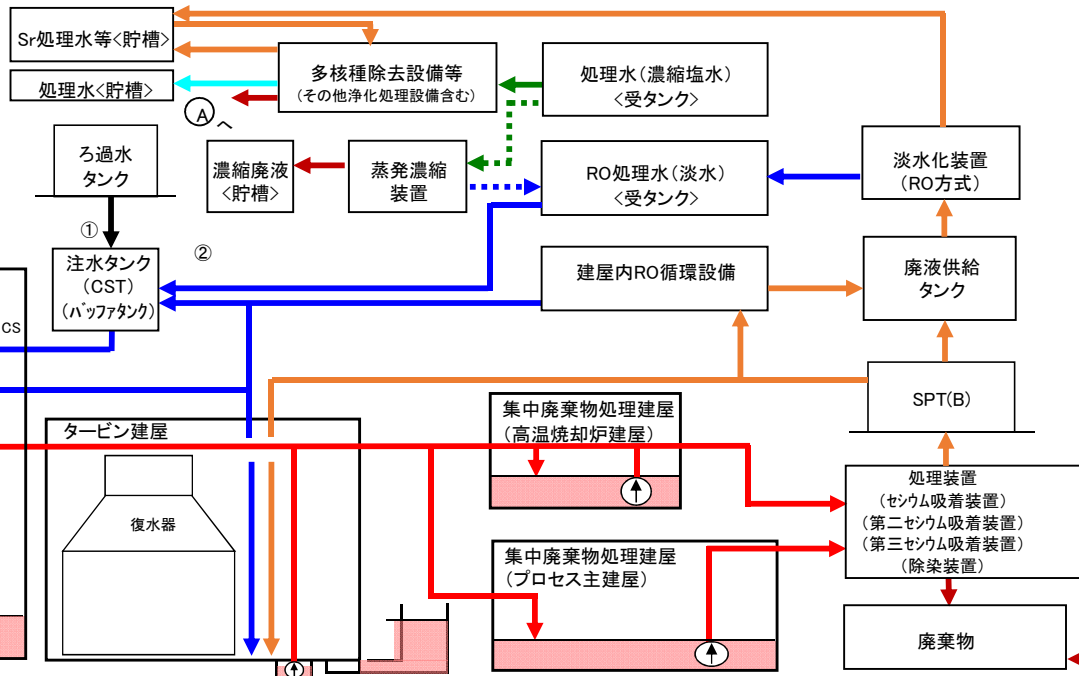 Sr処理水等<貯槽>
処理水<貯槽>
多核種除去設備等
(その他浄化処理設備含む)
処理水(濃縮塩水)
<受タンク>
A へ
ろ過水
タンク
濃縮廃液
<貯槽>
蒸発濃縮
装置
RO処理水(淡水)
<受タンク>
淡水化装置
(RO方式)
①
②
注水タンク
(CST)
(バッファタンク)
建屋内RO循環設備
廃液供給
タンク
CS
SPT(B)
タービン建屋
復水器
集中廃棄物処理建屋
(高温焼却炉建屋)
処理装置
(セシウム吸着装置)
(第二セシウム吸着装置)
(第三セシウム吸着装置)
(除染装置)
集中廃棄物処理建屋
(プロセス主建屋)
廃棄物